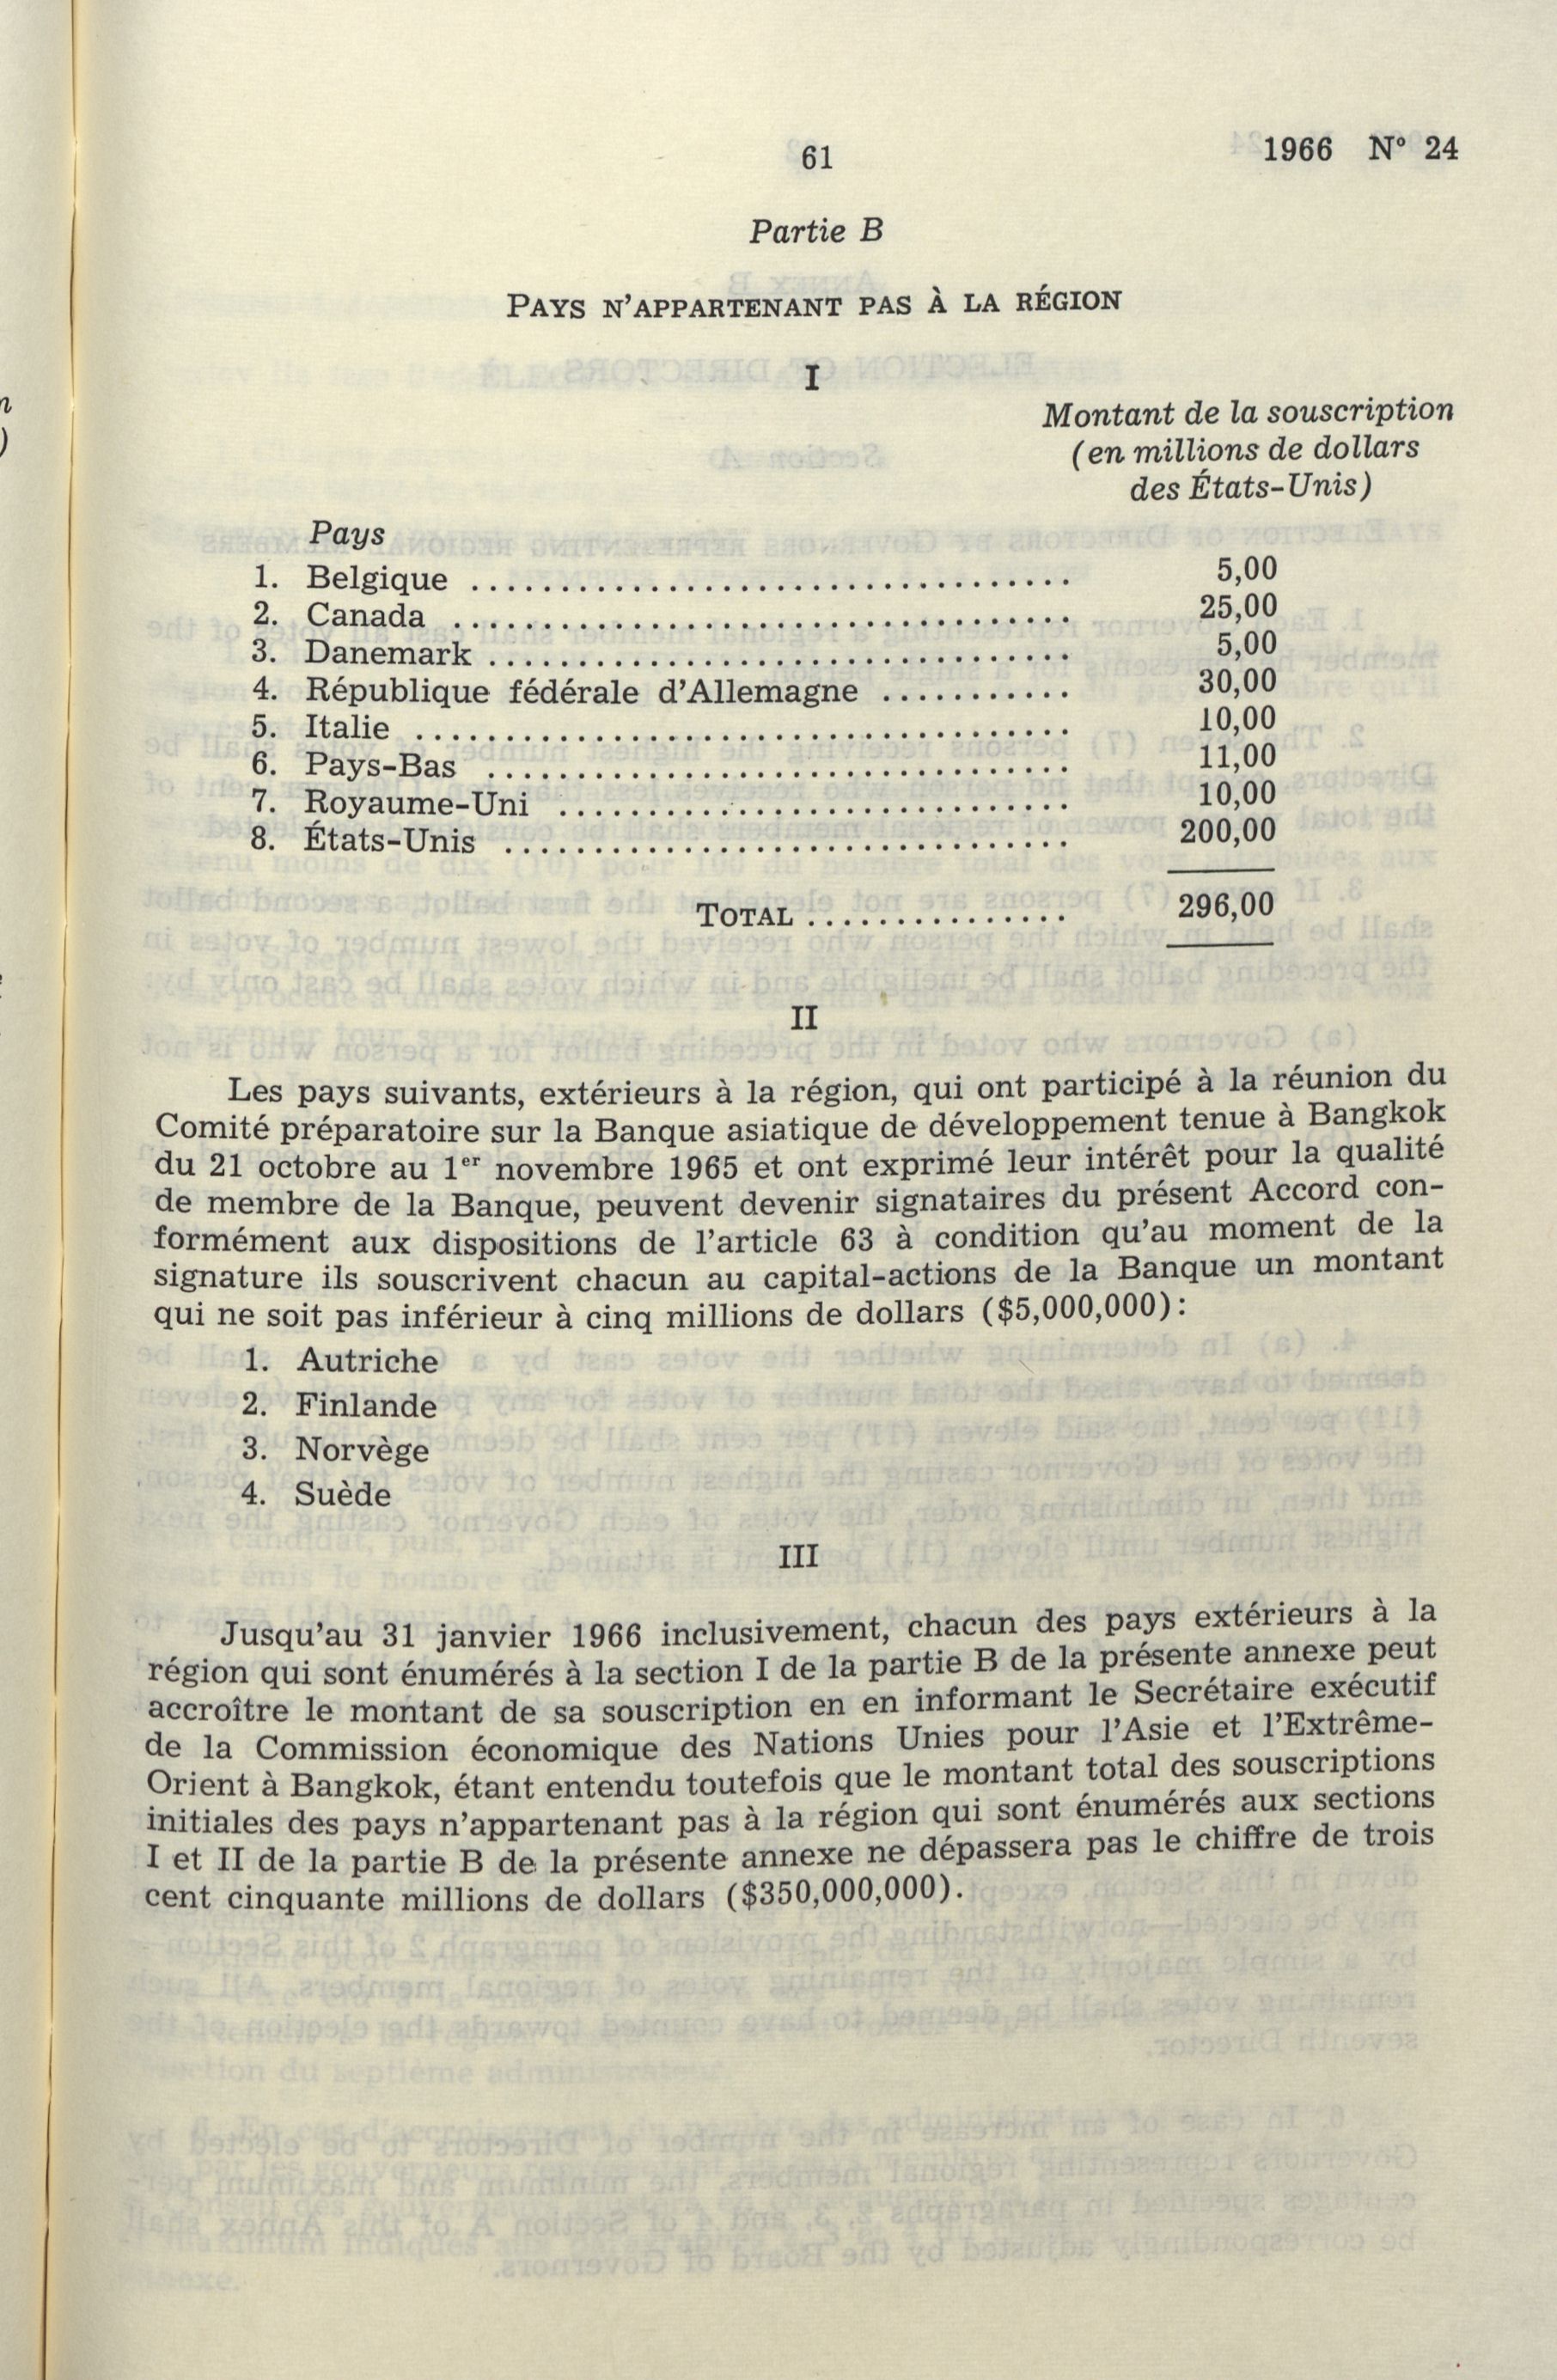 61
1966 N° 24
Partie B
PAYS N'APPARTENANT PAS À LA RÉGION
I
Montant de la souscription
(en millions de dollars
des États-Unis)
Pays
1. Belgique .................................. 5,00
2. Canada ................................... 25,00
3. Danemark ................................. 5,00
4. République fédérale d'Allemagne ........... 30,00
5. Italie ..................................... 10,00
6. Pays-Bas ................................. 11,00
7. Royaume-Uni ............................. 10,00
8. États-Unis ................................ 200,00
TOTAL ............... 296,00
II
Les pays suivants, extérieurs à la région, qui ont participé à la réunion du
Comité préparatoire sur la Banque asiatique de développement tenue à Bangkok
du 21 octobre au 1er novembre 1965 et ont exprimé leur intérêt pour la qualité
de membre de la Banque, peuvent devenir signataires du présent Accord con-
formément aux dispositions de l'article 63 à condition qu'au moment de la
signature ils souscrivent chacun au capital-actions de la Banque un montant
qui ne soit pas inférieur à cinq millions de dollars ($5,000,000):
1. Autriche
2. Finlande
3. Norvège
4. Suède
III
Jusqu'au 31 janvier 1966 inclusivement, chacun des pays extérieurs à la
région qui sont énumérés à la section I de la partie B de la présente annexe peut
accroître le montant de sa souscription en en informant le Secrétaire exécutif
de la Commission économique des Nations Unies pour l'Asie et l'Extrême-
Orient à Bangkok, étant entendu toutefois que le montant total des souscriptions
initiales des pays n'appartenant pas à la région qui sont énumérés aux sections
I et II de la partie B de la présente annexe ne dépassera pas le chiffre de trois
cent cinquante millions de dollars ($350,000,000).